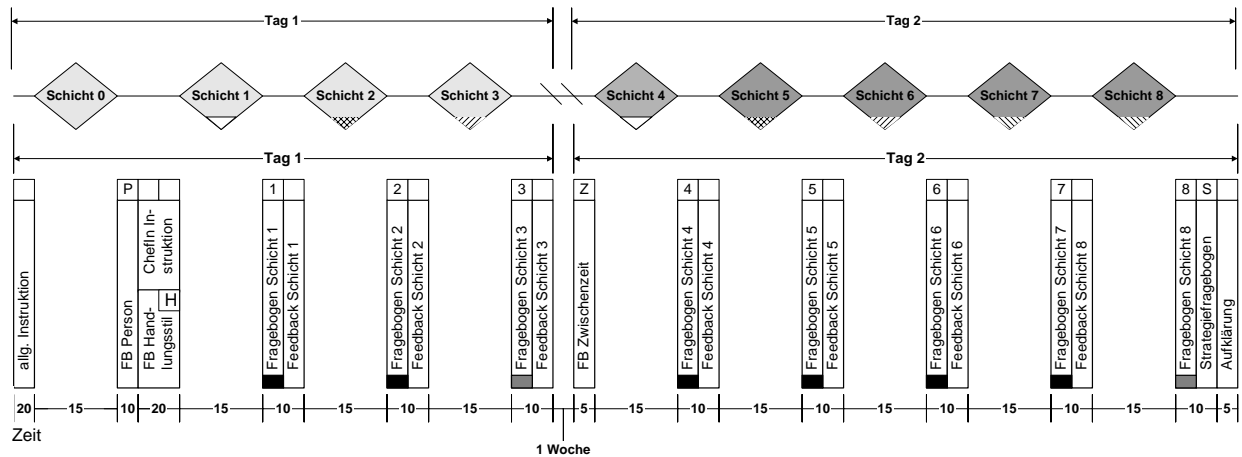 Tag 1
Tag 2
Schicht 0
Schicht 1
Schicht 2
Schicht 3
Schicht 4
Schicht 5
Schicht 6
Schicht 7
Schicht 8
Tag 1
Tag 2
allg. Instruktion
P
FB Person
ChefIn In-
struktion
H
FB Hand-
lungsstil
1
Fragebogen Schicht 1
Feedback Schicht 1
2
Fragebogen Schicht 2
Feedback Schicht 2
3
Fragebogen Schicht 3
Feedback Schicht 3
Z
FB Zwischenzeit
4
Fragebogen Schicht 4
Feedback Schicht 4
5
Fragebogen Schicht 5
Feedback Schicht 5
6
Fragebogen Schicht 6
Feedback Schicht 6
7
Fragebogen Schicht 7
Feedback Schicht 8
8
S
Fragebogen Schicht 8
Strategiefragebogen
Aufklärung
20 15 10 20 15 10 15 10 15 10 5 15 10 15 10 15 10 15 10 15 10 5
Zeit
1 Woche